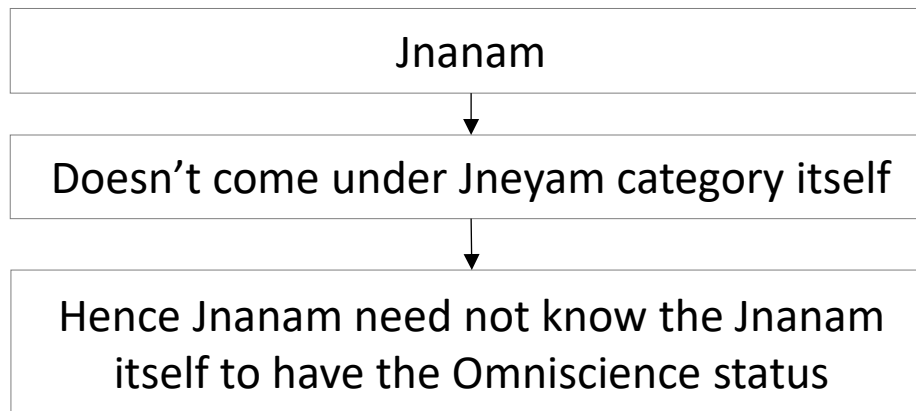 Jnanam
Doesn’t come under Jneyam category itself
Hence Jnanam need not know the Jnanam
itself to have the Omniscience status